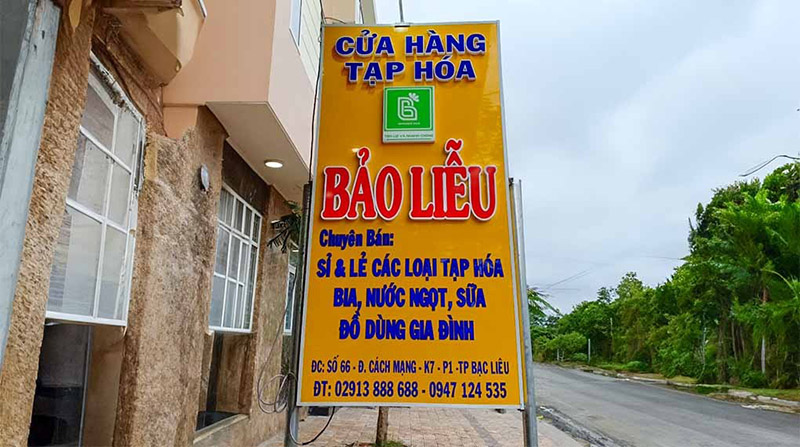 CỬA HÀNG
TẠP HÓA
BẢO LIỄU
Chuyên Bán:
SỈ & LẺ CÁC LOẠI TẠP HÓA
BIA, NƯỚC NGỌT, SỮA
ĐỒ DÙNG GIA ĐÌNH
ĐC: SỐ 66 - Đ. CÁCH MẠNG - K7 - P1 -TP BẠC LIÊU
ĐT: 02913 888 688 - 0947 124 535